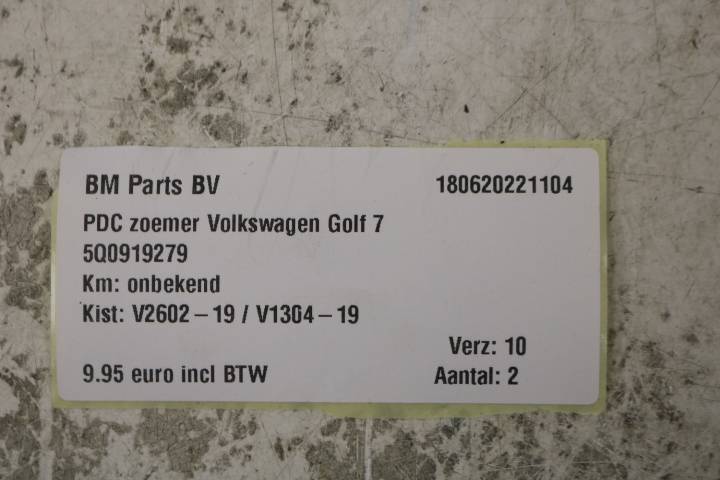 BM Parts BV 180620221104
PDC zoemer Volkswagen Golf 7
5Q0919279
Km: onbekend
Kist: V2602 – 19 / V1304 – 19
Verz: 10
9.95 euro incl BTW Aantal: 2